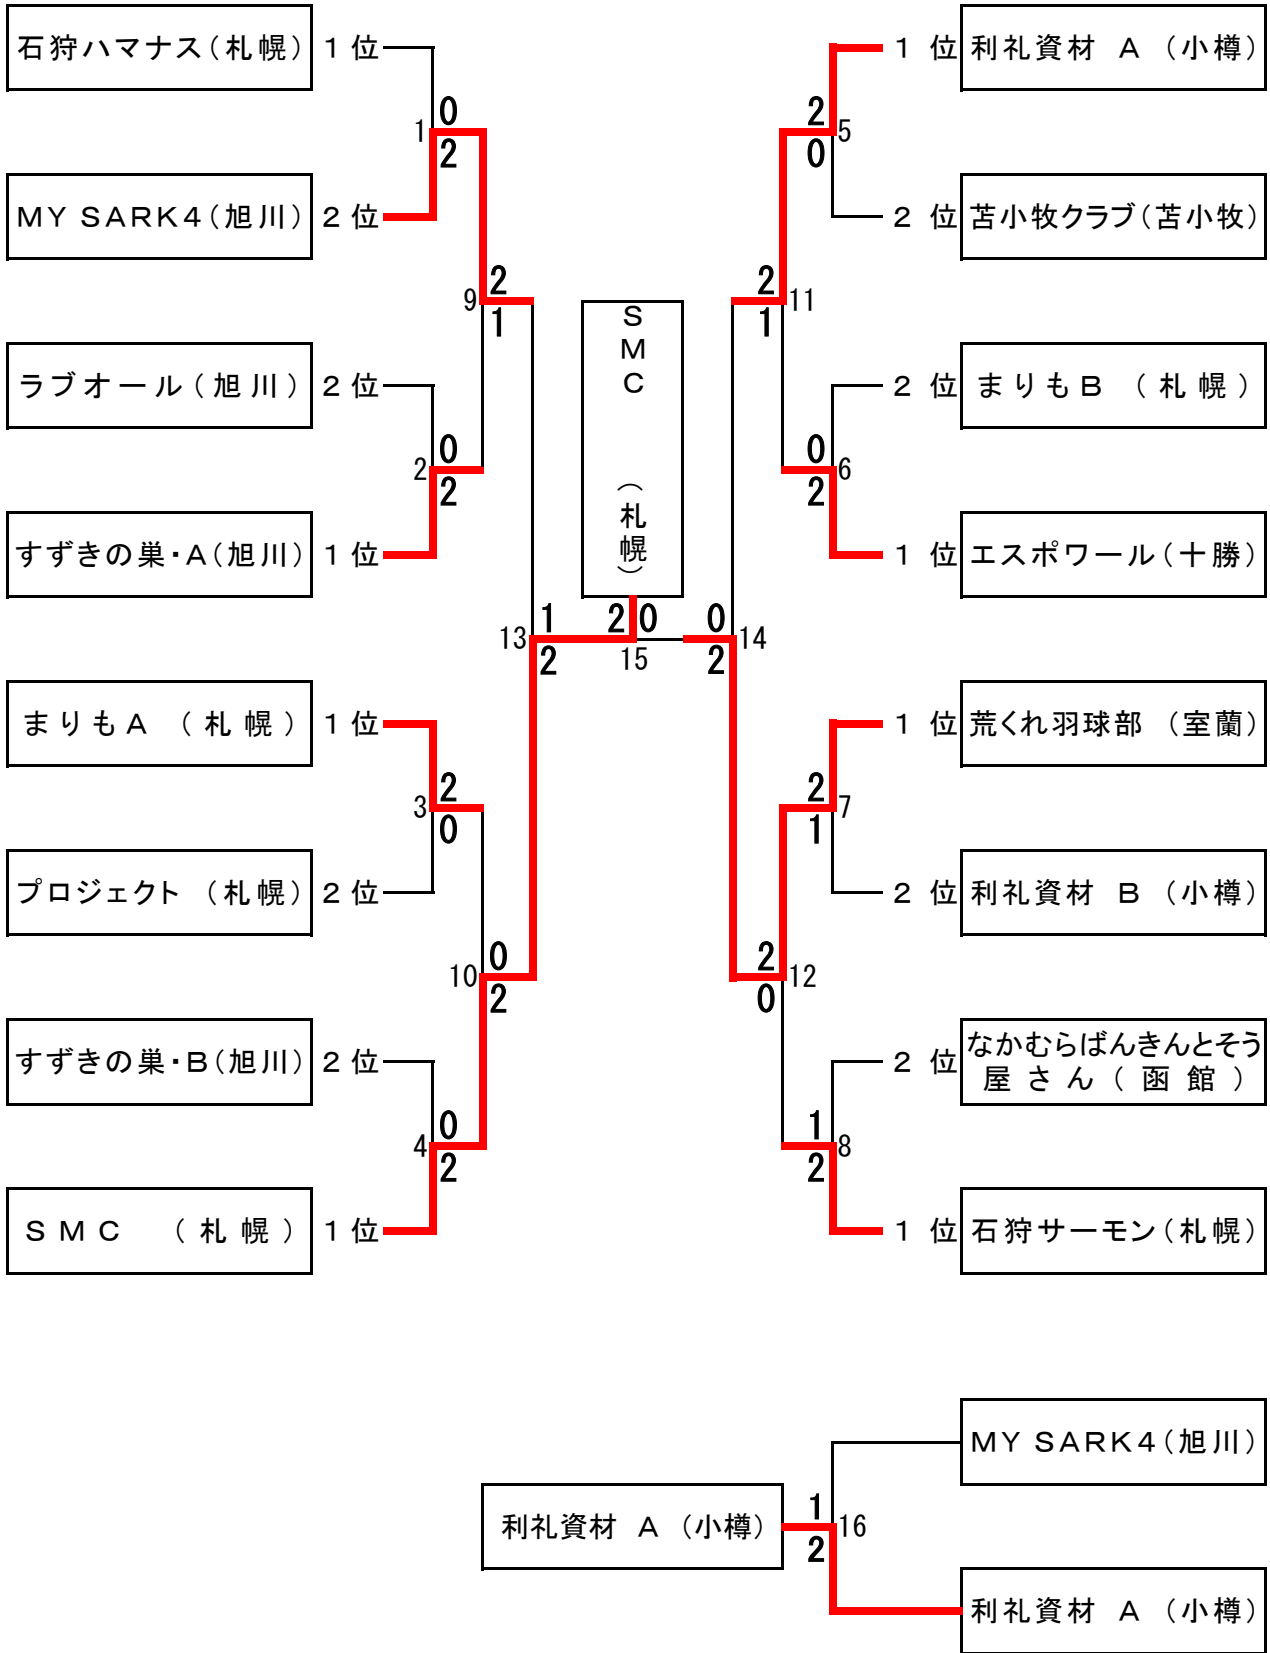 石狩ハマナス(札幌) 1 位
0
1
2
MY SARK4(旭川) 2 位
2
9
1
ラブオール(旭川) 2 位
0
2
2
すずきの巣・A(旭川) 1 位
1
13
2
まりもA (札幌) 1 位
2
3
0
プロジェクト (札幌) 2 位
0
10
2
すずきの巣・B(旭川) 2 位
0
4
2
SMC (札幌) 1 位
SMC (札幌)
2 0
15
1 位 利礼資材 A (小樽)
2
5
0
2 位 苫小牧クラブ(苫小牧)
2
11
1
2 位 まりもB (札幌)
0
6
2
1 位 エスポワール(十勝)
0
14
2
1 位 荒くれ羽球部 (室蘭)
2
7
1
2 位 利礼資材 B (小樽)
2
12
0
2 位 なかむらばんきんとそう
屋さん(函館)
1
8
2
1 位 石狩サーモン(札幌)
MY SARK4(旭川)
1
利礼資材 A (小樽) 16
2
利礼資材 A (小樽)